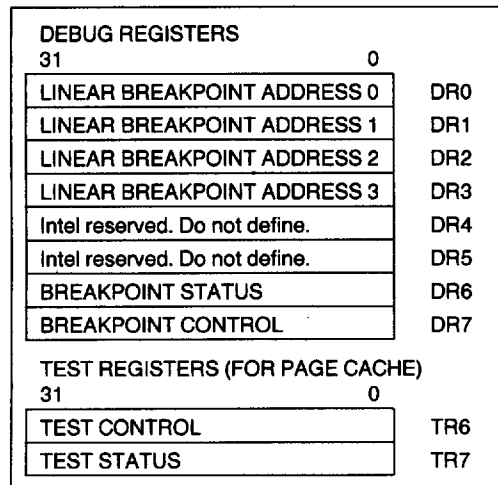 DEBUG REGISTERS
31 0
LINEAR BREAKPOINT ADDRESS 0 DR0
LINEAR BREAKPOINT ADDRESS 1 DR1
LINEAR BREAKPOINT ADDRESS 2 DR2
LINEAR BREAKPOINT ADDRESS 3 DR3
Intel reserved. Do not define. DR4
Intel reserved. Do not define. DR5
BREAKPOINT STATUS DR6
BREAKPOINT CONTROL DR7
TEST REGISTERS (FOR PAGE CACHE)
31 0
TEST CONTROL TR6
TEST STATUS TR7